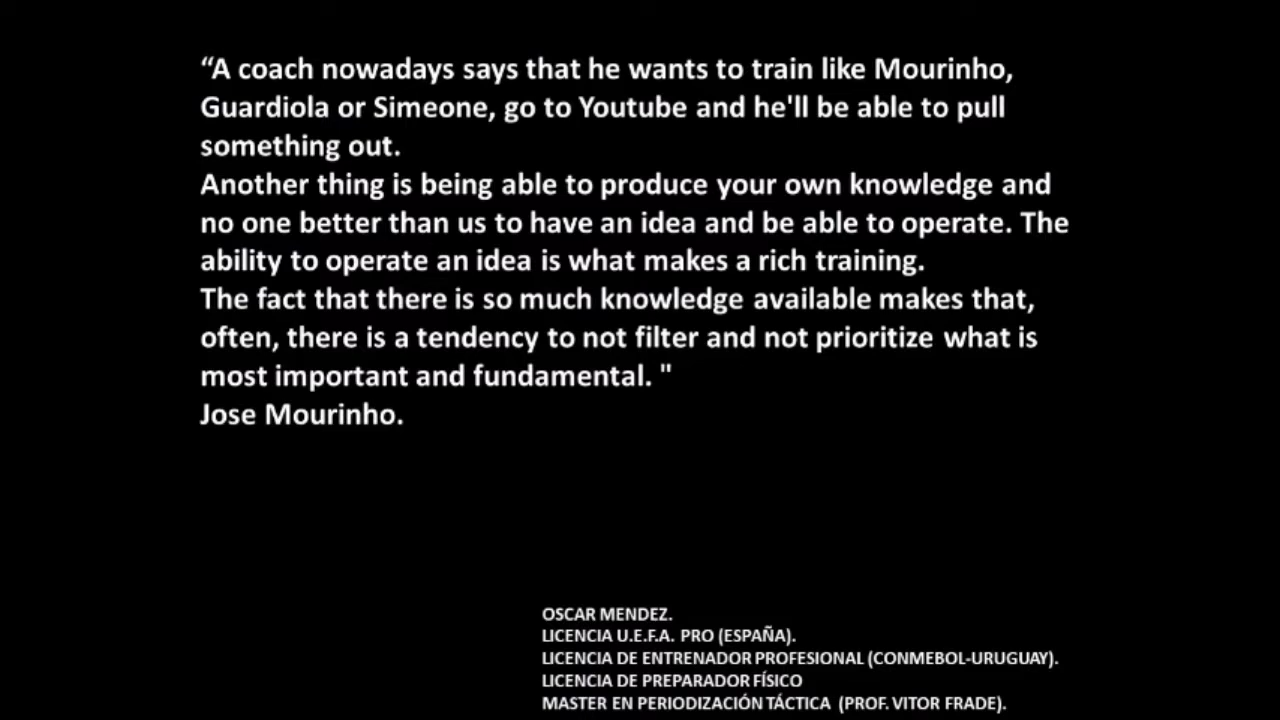 “A coach nowadays says that he wants to train like Mourinho,
Guardiola or Simeone, go to Youtube and he'll be able to pull
something out.
Another thing is being able to produce your own knowledge and
no one better than us to have an idea and be able to operate. The
ability to operate an idea is what makes a rich training.
The fact that there is so much knowledge available makes that,
often, there is a tendency to not filter and not prioritize what is
most important and fundamental. "
Jose Mourinho.
OSCAR MENDEZ.
LICENCIA U.E.F.A. PRO (ESPAÑA).
LICENCIA DE ENTRENADOR PROFESIONAL (CONMEBOL-URUGUAY).
LICENCIA DE PREPARADOR FÍSICO
MASTER EN PERIODIZACIÓN TÁCTICA (PROF. VITOR FRADE).